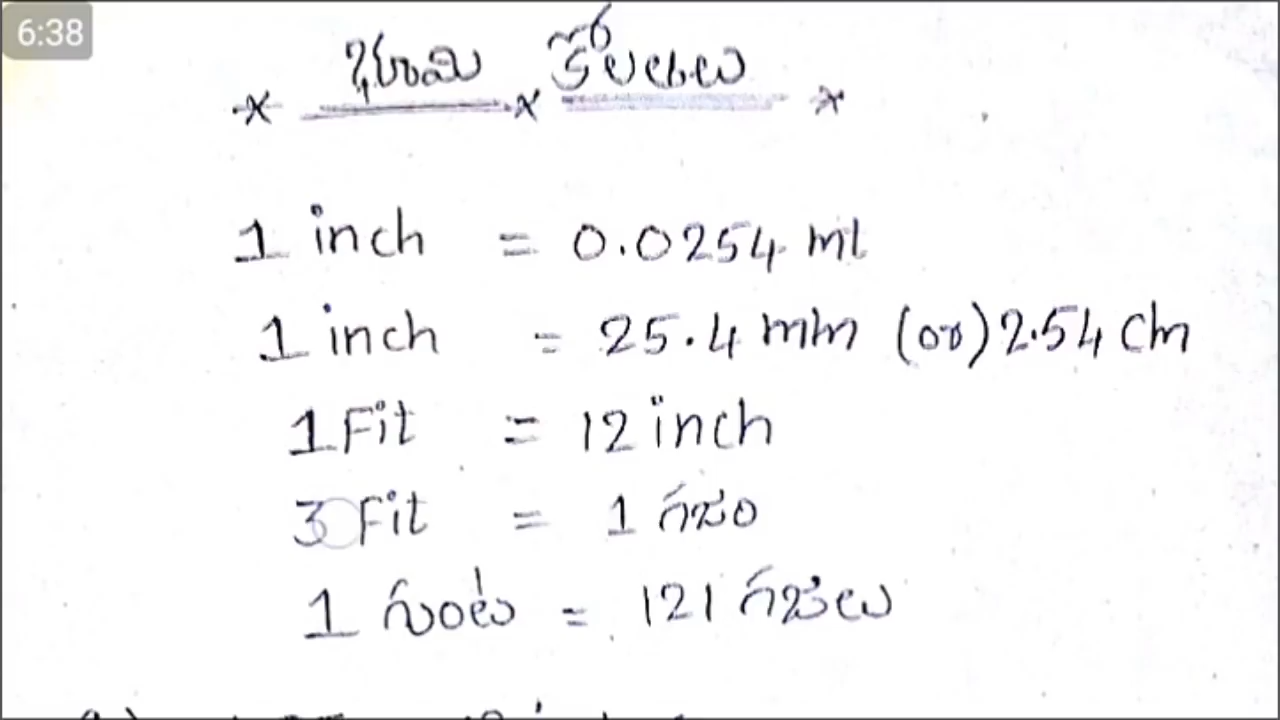 6:38
* భూమి * కొలతలు *
1 inch = 0.0254 ml
1 inch = 25.4 mm (or) 2.54 cm
1 Fit = 12 inch
3 Fit = 1 గజం
1 గుంట = 121 గజలు